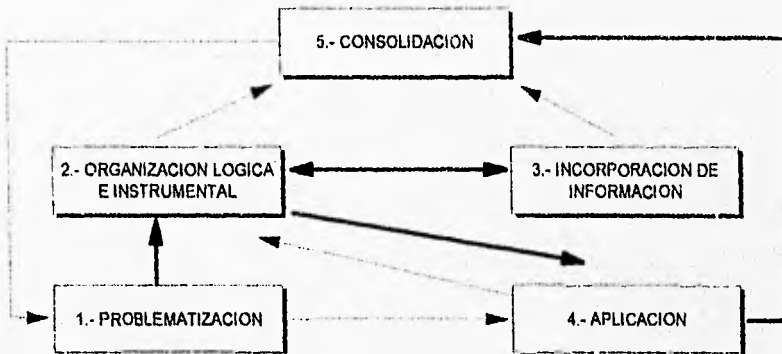 5.- CONSOLIDACION
2.- ORGANIZACION LOGICA
E INSTRUMENTAL
3.- INCORPORACION DE
INFORMACION
1.- PROBLEMATIZACION
4.- APLICACION